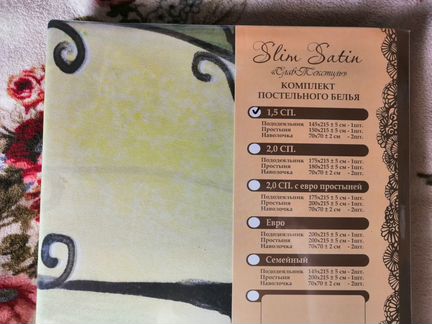 Slim Satin
«СлавТекстиль»
КОМПЛЕКТ
ПОСТЕЛЬНОГО БЕЛЬЯ
1,5 СП.
Пододеяльник 145х215 ± 5 см - 1шт.
Простыня 150х215 ± 5 см - 1шт.
Наволочка 70х70 ± 2 см - 2шт.
2,0 СП.
Пододеяльник 175х215 ± 5 см - 1шт.
Простыня 180х215 ± 5 см - 1шт.
Наволочка 70х70 ± 2 см - 2шт.
2,0 СП. с евро простыней
Пододеяльник 175х215 ± 5 см - 1шт.
Простыня 200х215 ± 5 см - 1шт.
Наволочка 70х70 ± 2 см - 2шт.
Евро
Пододеяльник 200х215 ± 5 см - 1шт.
Простыня 200х215 ± 5 см - 1шт.
Наволочка 70х70 ± 2 см - 2шт.
Семейный
Пододеяльник 145х215 ± 5 см - 2шт.
Простыня 200х215 ± 5 см - 1шт.
Наволочка 70х70 ± 2 см - 2шт.